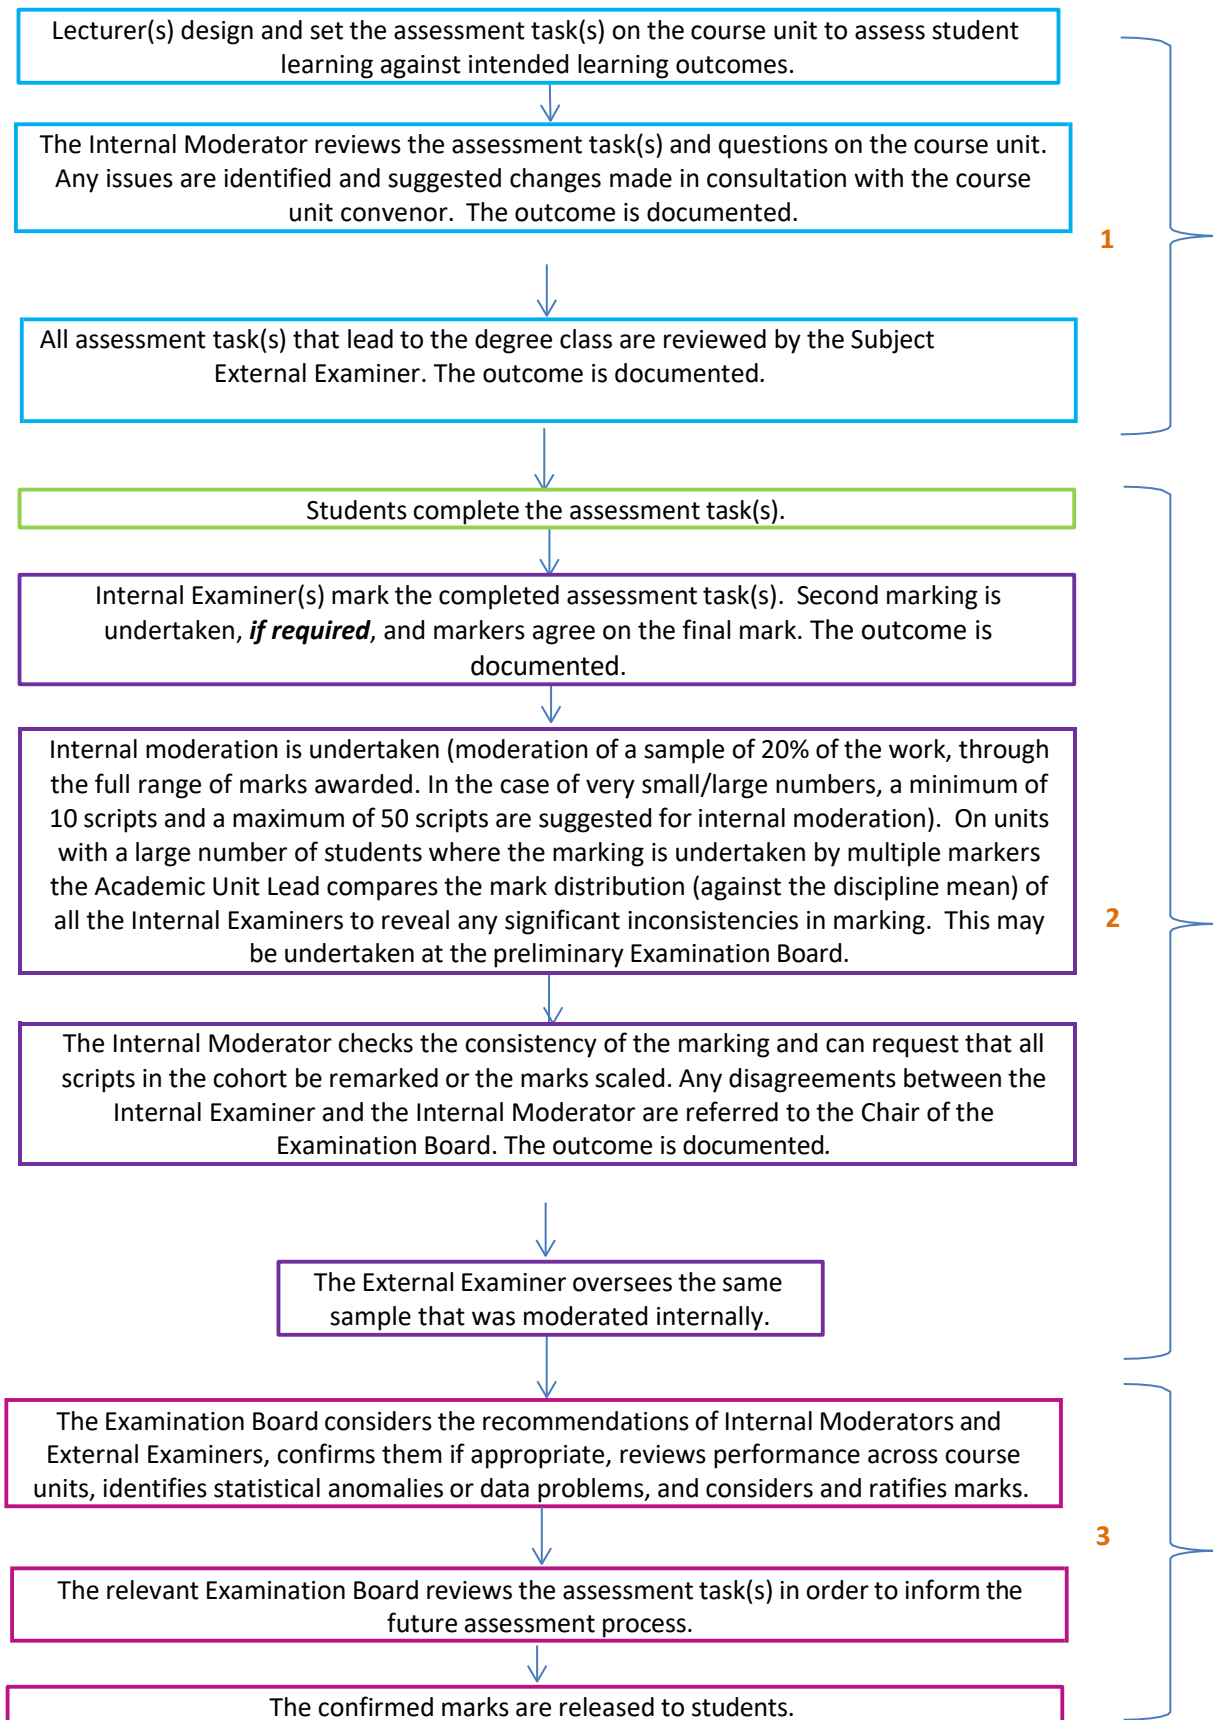 Lecturer(s) design and set the assessment task(s) on the course unit to assess student
learning against intended learning outcomes.
The Internal Moderator reviews the assessment task(s) and questions on the course unit.
Any issues are identified and suggested changes made in consultation with the course
unit convenor.  The outcome is documented.
1
All assessment task(s) that lead to the degree class are reviewed by the Subject
External Examiner. The outcome is documented.
Students complete the assessment task(s).
Internal Examiner(s) mark the completed assessment task(s).  Second marking is
undertaken, if required, and markers agree on the final mark. The outcome is
documented.
Internal moderation is undertaken (moderation of a sample of 20% of the work, through
the full range of marks awarded. In the case of very small/large numbers, a minimum of
10 scripts and a maximum of 50 scripts are suggested for internal moderation).  On units
with a large number of students where the marking is undertaken by multiple markers
the Academic Unit Lead compares the mark distribution (against the discipline mean) of
all the Internal Examiners to reveal any significant inconsistencies in marking.  This may
be undertaken at the preliminary Examination Board.
2
The Internal Moderator checks the consistency of the marking and can request that all
scripts in the cohort be remarked or the marks scaled. Any disagreements between the
Internal Examiner and the Internal Moderator are referred to the Chair of the
Examination Board. The outcome is documented.
The External Examiner oversees the same
sample that was moderated internally.
The Examination Board considers the recommendations of Internal Moderators and
External Examiners, confirms them if appropriate, reviews performance across course
units, identifies statistical anomalies or data problems, and considers and ratifies marks.
3
The relevant Examination Board reviews the assessment task(s) in order to inform the
future assessment process.
The confirmed marks are released to students.